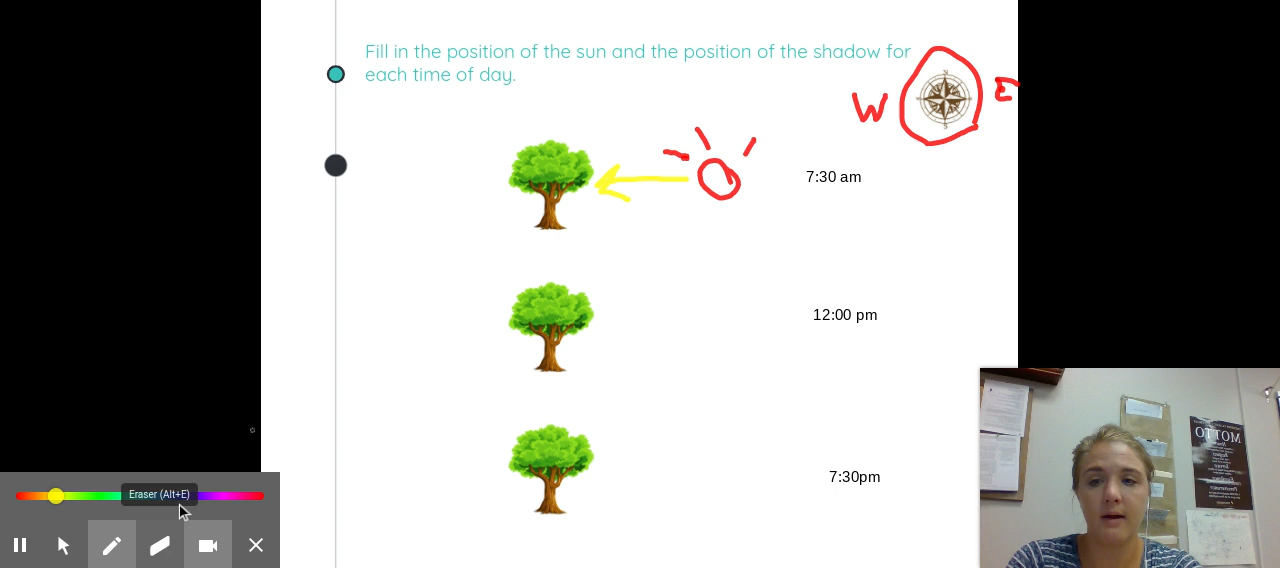 Fill in the position of the sun and the position of the shadow for
each time of day.
N
S
W
E
7:30 am
12:00 pm
7:30pm
Eraser (Alt+E)
MOTTO